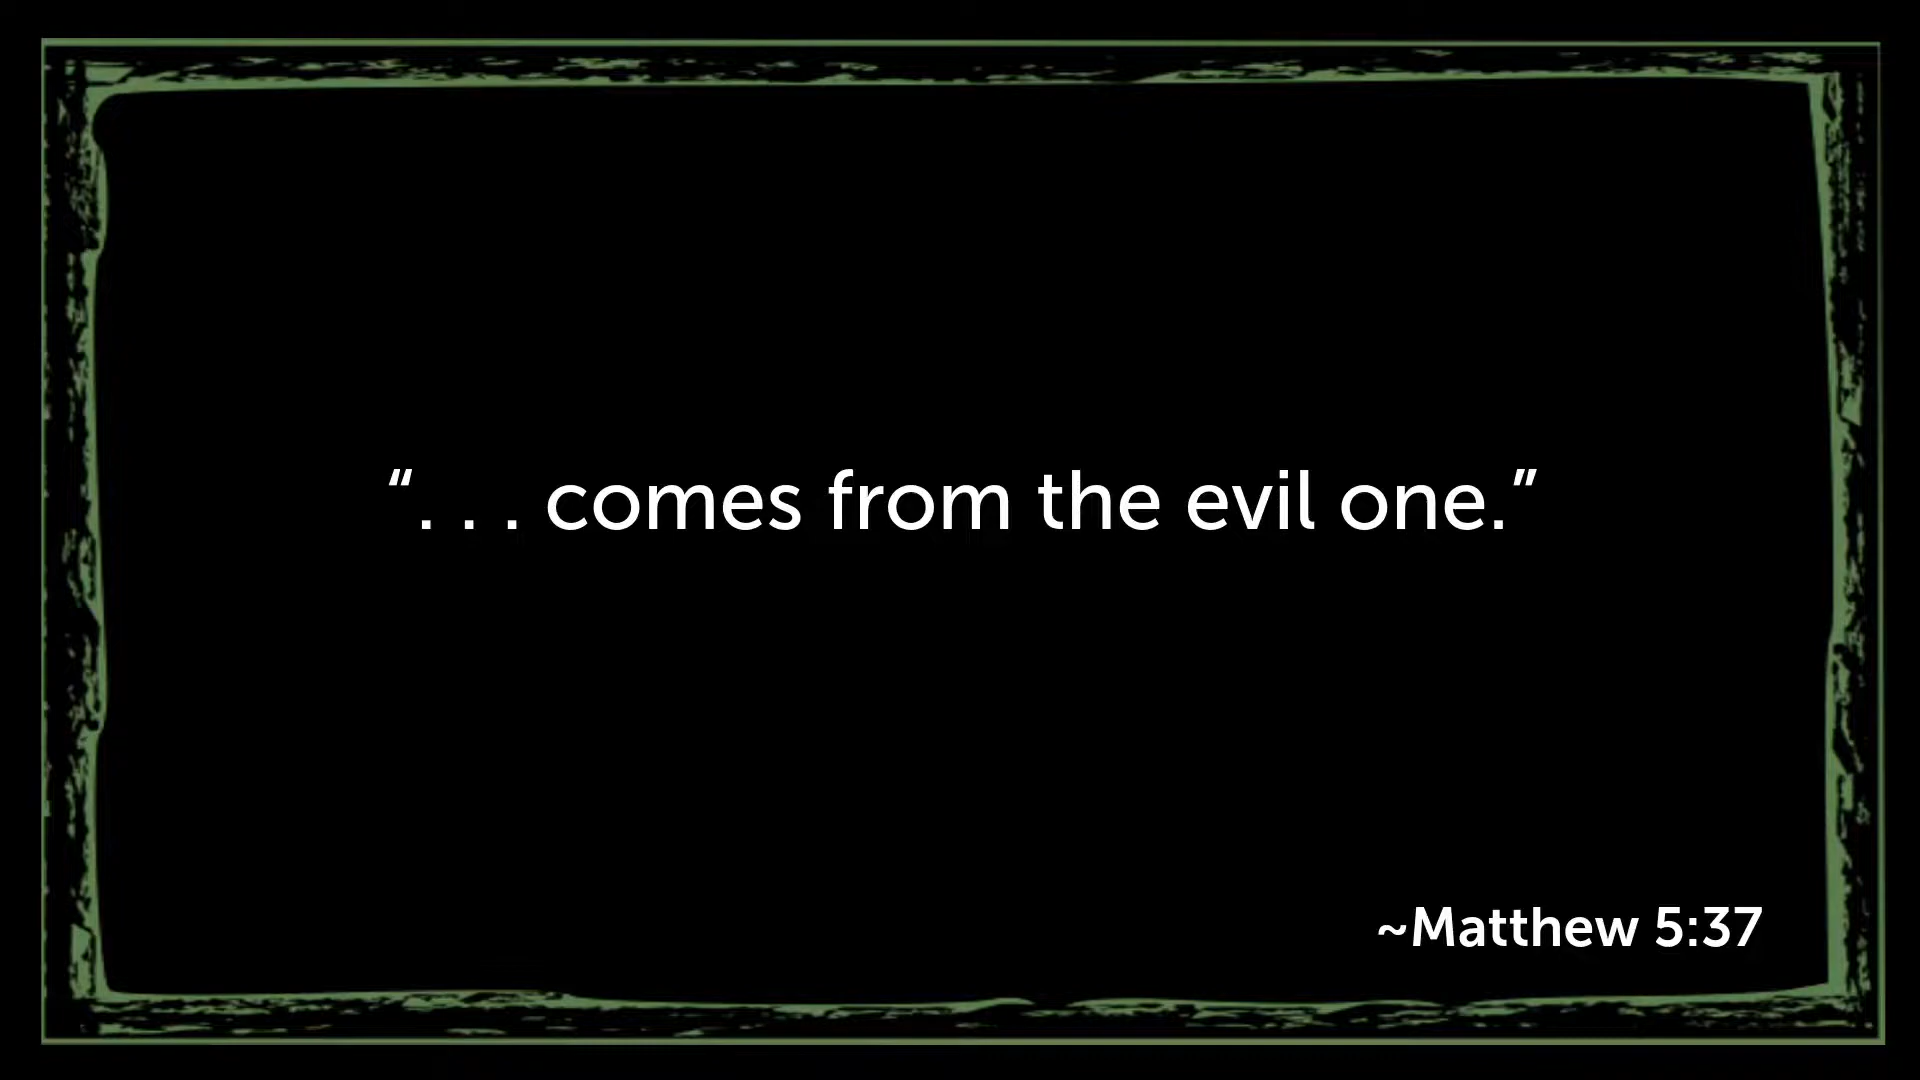 “. . . comes from the evil one.”
~Matthew 5:37